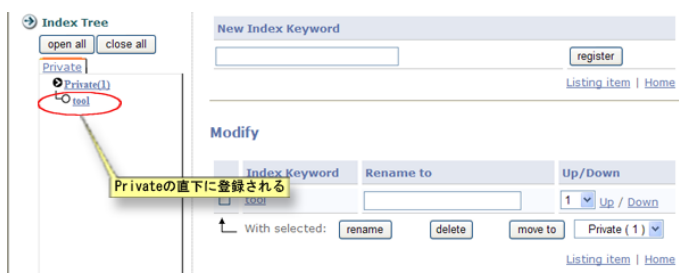 Index Tree
open all close all
Private
Private(1)
tool
New Index Keyword
register
Listing item | Home
Modify
Index Keyword Rename to Up/Down
tool 1 Up / Down
Privateの直下に登録される
With selected: rename delete move to Private ( 1 )
Listing item | Home